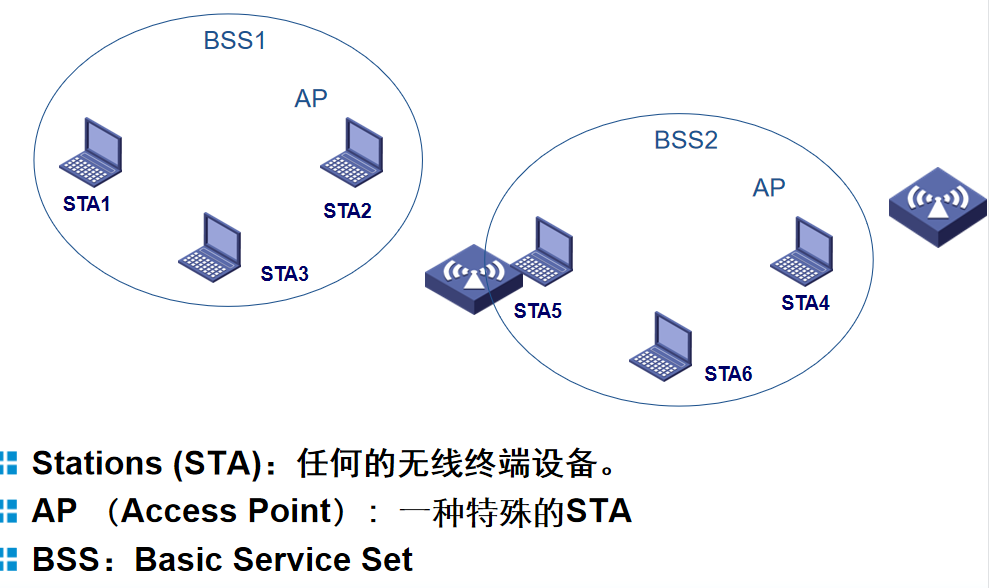 BSS1
AP
STA1
STA2
STA3
BSS2
AP
STA5
STA4
STA6
Stations (STA)：任何的无线终端设备。
AP （Access Point）：一种特殊的STA
BSS：Basic Service Set